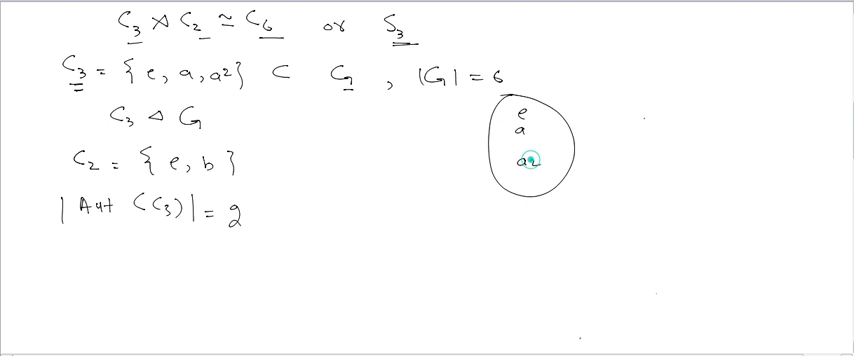 C₃ ⋊ C₂ ≃ C₆ or S₃
C₃ = { e, a, a2 } ⊂ G, |G| = 6
C₃ ⊲ G
C₂ = { e, b }
|Aut (C₃)| = 2
e
a
a2